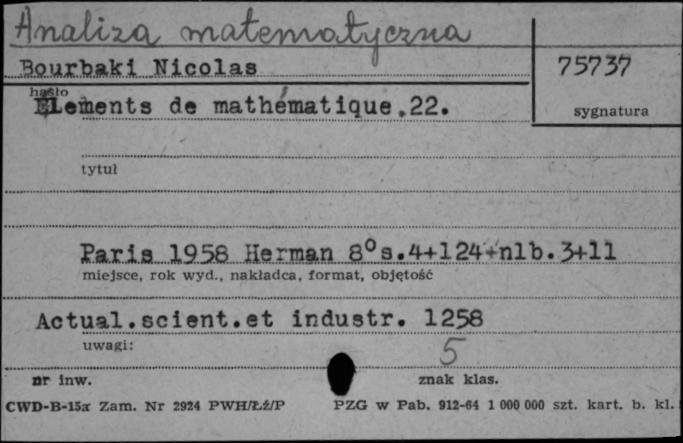 Analiza matematyczna
Bourbaki Nicolas
75737
hasło
Elements de mathématique.22.
sygnatura
tytuł
Paris 1958 Herman 8° s.4+124+nlb.3+11
miejsce, rok wyd., nakładca, format, objętość
Actual.scient.et industr. 1258
uwagi:
5
nr inw.
znak klas.
CWD-B-15a Zam. Nr 2924 PWH/ŁŻ/P
PZG w Pab. 912-64 1 000 000 szt. kart. b. kl.